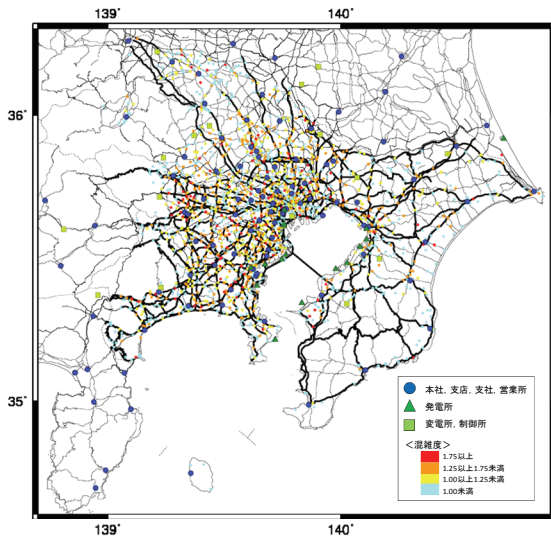 139°
140°
36°
35°
本社，支店，支社，営業所
発電所
変電所，制御所
＜混雑度＞
1.75以上
1.25以上1.75未満
1.00以上1.25未満
1.00未満
139°
140°